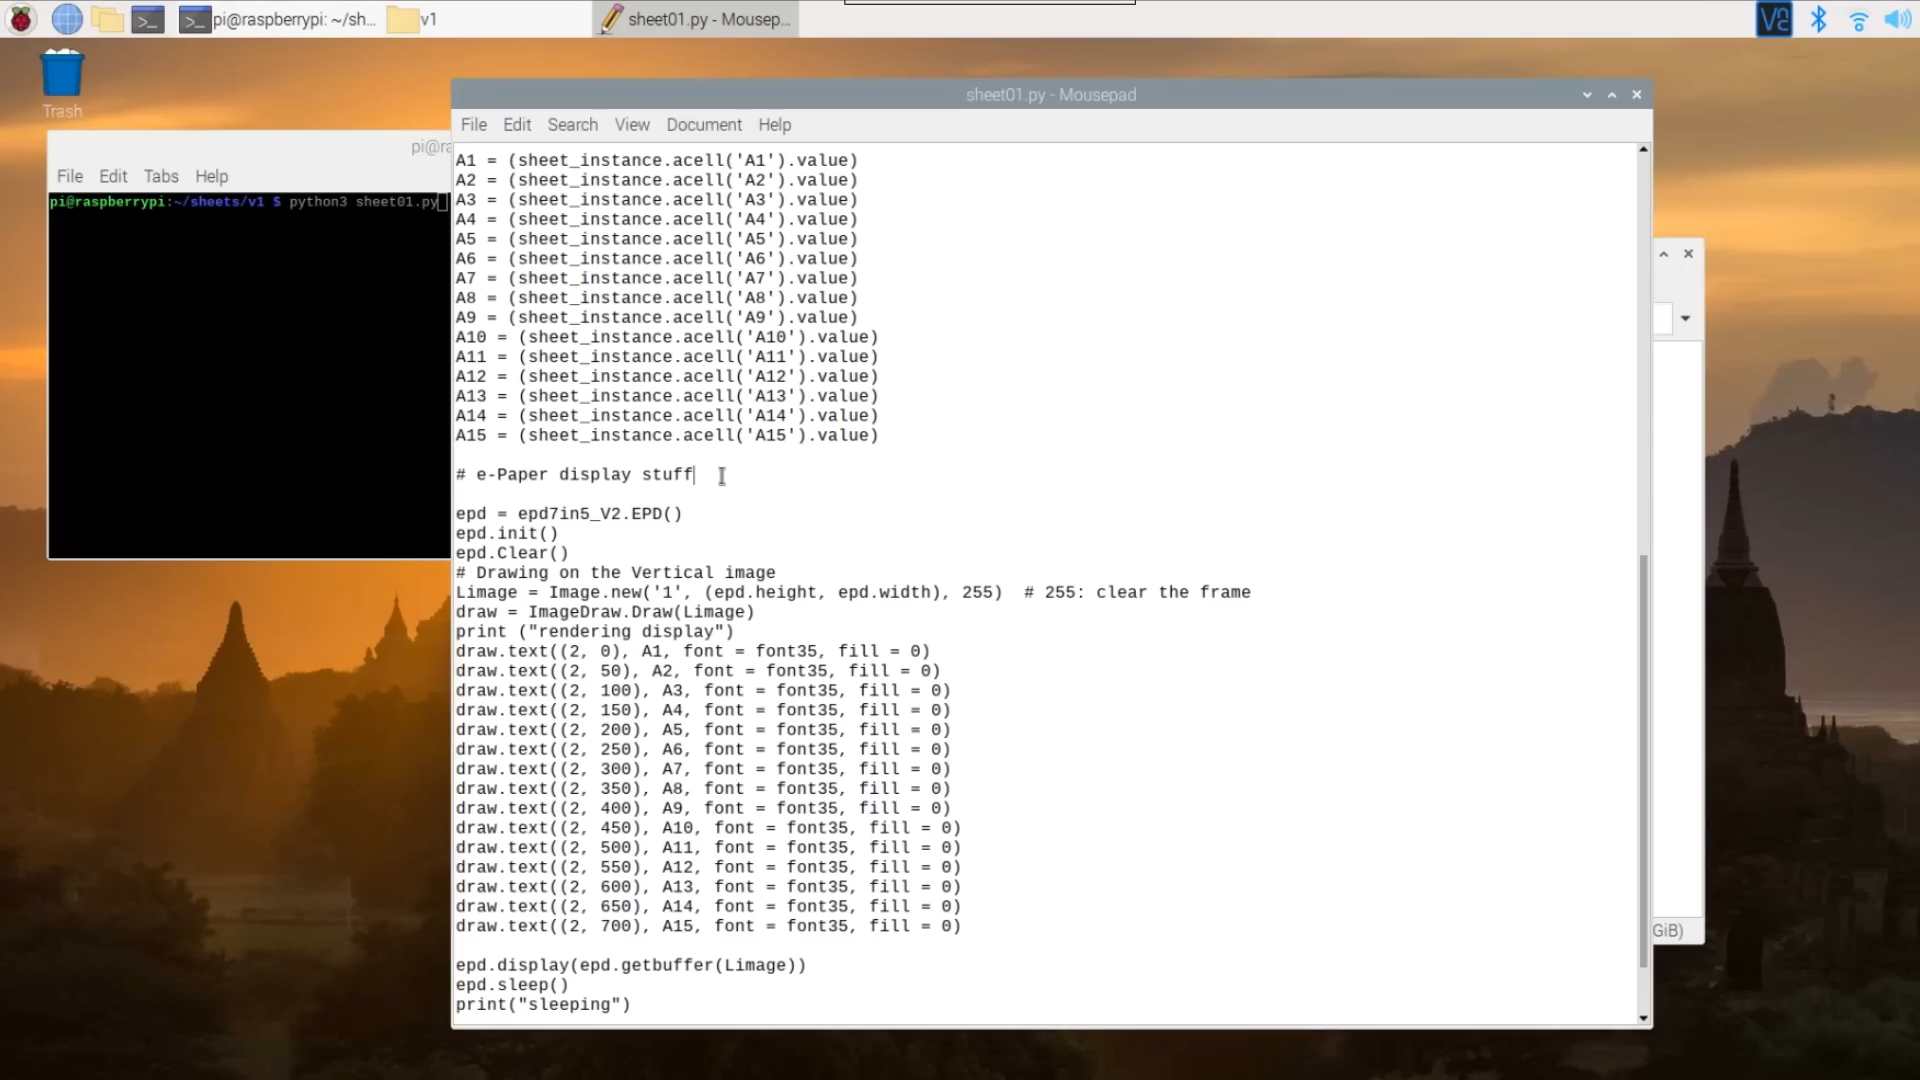 pi@raspberrypi: ~/sh...
v1
sheet01.py - Mousep...
Trash
pi@ra
File Edit Tabs Help
pi@raspberrypi:~/sheets/v1 $ python3 sheet01.py
sheet01.py - Mousepad
File Edit Search View Document Help
A1 = (sheet_instance.acell('A1').value)
A2 = (sheet_instance.acell('A2').value)
A3 = (sheet_instance.acell('A3').value)
A4 = (sheet_instance.acell('A4').value)
A5 = (sheet_instance.acell('A5').value)
A6 = (sheet_instance.acell('A6').value)
A7 = (sheet_instance.acell('A7').value)
A8 = (sheet_instance.acell('A8').value)
A9 = (sheet_instance.acell('A9').value)
A10 = (sheet_instance.acell('A10').value)
A11 = (sheet_instance.acell('A11').value)
A12 = (sheet_instance.acell('A12').value)
A13 = (sheet_instance.acell('A13').value)
A14 = (sheet_instance.acell('A14').value)
A15 = (sheet_instance.acell('A15').value)
# e-Paper display stuff
epd = epd7in5_V2.EPD()
epd.init()
epd.Clear()
# Drawing on the Vertical image
Limage = Image.new('1', (epd.height, epd.width), 255)  # 255: clear the frame
draw = ImageDraw.Draw(Limage)
print ("rendering display")
draw.text((2, 0), A1, font = font35, fill = 0)
draw.text((2, 50), A2, font = font35, fill = 0)
draw.text((2, 100), A3, font = font35, fill = 0)
draw.text((2, 150), A4, font = font35, fill = 0)
draw.text((2, 200), A5, font = font35, fill = 0)
draw.text((2, 250), A6, font = font35, fill = 0)
draw.text((2, 300), A7, font = font35, fill = 0)
draw.text((2, 350), A8, font = font35, fill = 0)
draw.text((2, 400), A9, font = font35, fill = 0)
draw.text((2, 450), A10, font = font35, fill = 0)
draw.text((2, 500), A11, font = font35, fill = 0)
draw.text((2, 550), A12, font = font35, fill = 0)
draw.text((2, 600), A13, font = font35, fill = 0)
draw.text((2, 650), A14, font = font35, fill = 0)
draw.text((2, 700), A15, font = font35, fill = 0)
epd.display(epd.getbuffer(Limage))
epd.sleep()
print("sleeping")
GiB)